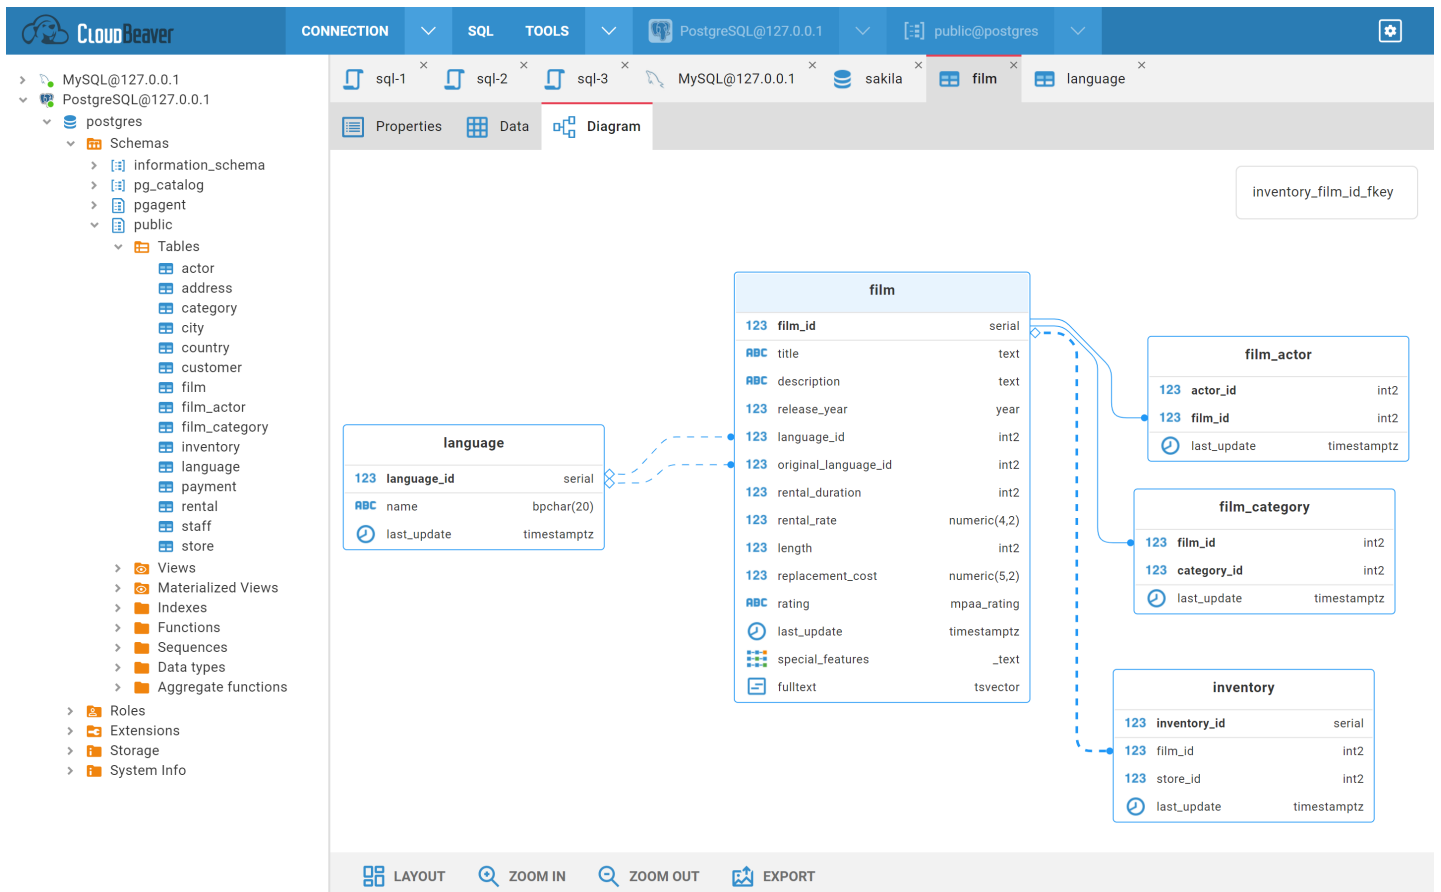 CLOUDBEAVER
CONNECTION SQL TOOLS PostgreSQL@127.0.0.1 public@postgres
MySQL@127.0.0.1
PostgreSQL@127.0.0.1
postgres
Schemas
information_schema
pg_catalog
pgagent
public
Tables
actor
address
category
city
country
customer
film
film_actor
film_category
inventory
language
payment
rental
staff
store
Views
Materialized Views
Indexes
Functions
Sequences
Data types
Aggregate functions
Roles
Extensions
Storage
System Info
sql-1 sql-2 sql-3 MySQL@127.0.0.1 sakila film language
Properties Data Diagram
inventory_film_id_fkey
language
123 language_id serial
ABC name bpchar(20)
last_update timestamptz
film
123 film_id serial
ABC title text
ABC description text
123 release_year year
123 language_id int2
123 original_language_id int2
123 rental_duration int2
123 rental_rate numeric(4,2)
123 length int2
123 replacement_cost numeric(5,2)
ABC rating mpaa_rating
last_update timestamptz
special_features _text
fulltext tsvector
film_actor
123 actor_id int2
123 film_id int2
last_update timestamptz
film_category
123 film_id int2
123 category_id int2
last_update timestamptz
inventory
123 inventory_id serial
123 film_id int2
123 store_id int2
last_update timestamptz
LAYOUT ZOOM IN ZOOM OUT EXPORT